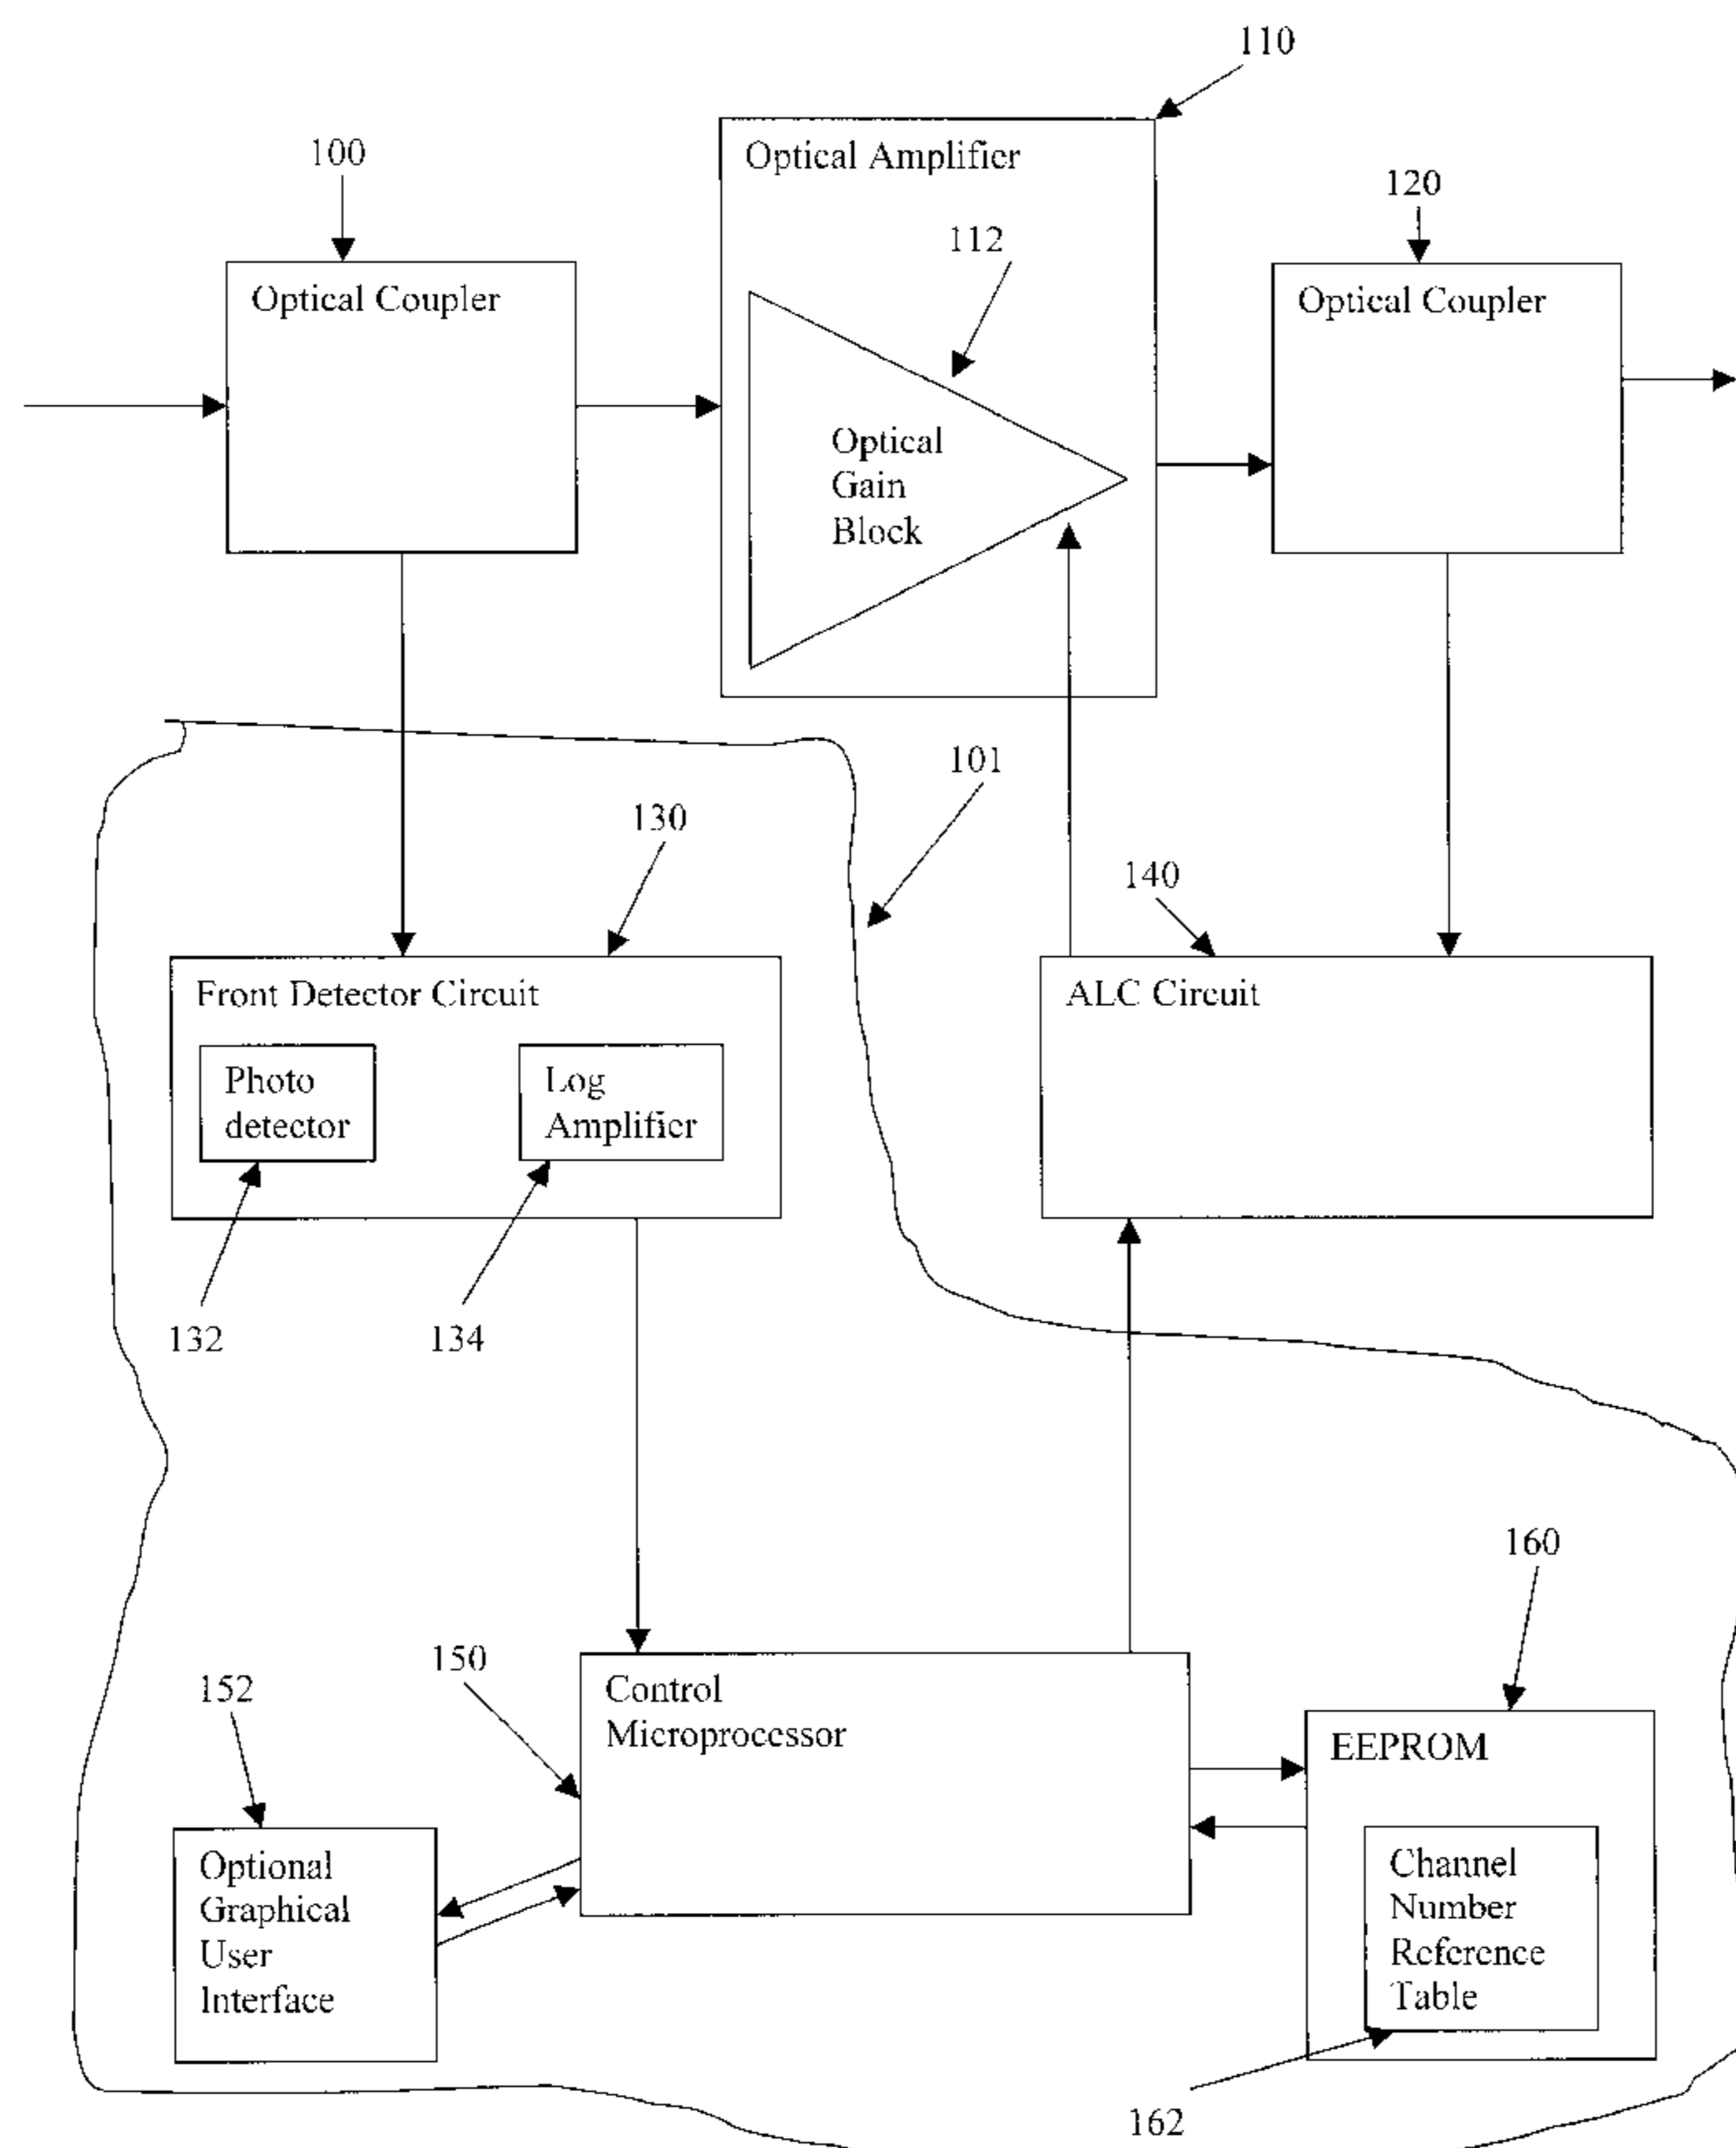 110
100
Optical Amplifier
120
112
Optical Coupler
Optical Coupler
Optical
Gain
Block
101
130
140
Front Detector Circuit
ALC Circuit
Photo
detector
Log
Amplifier
132
134
160
150
152
Control
Microprocessor
EEPROM
Optional
Graphical
User
Interface
Channel
Number
Reference
Table
162